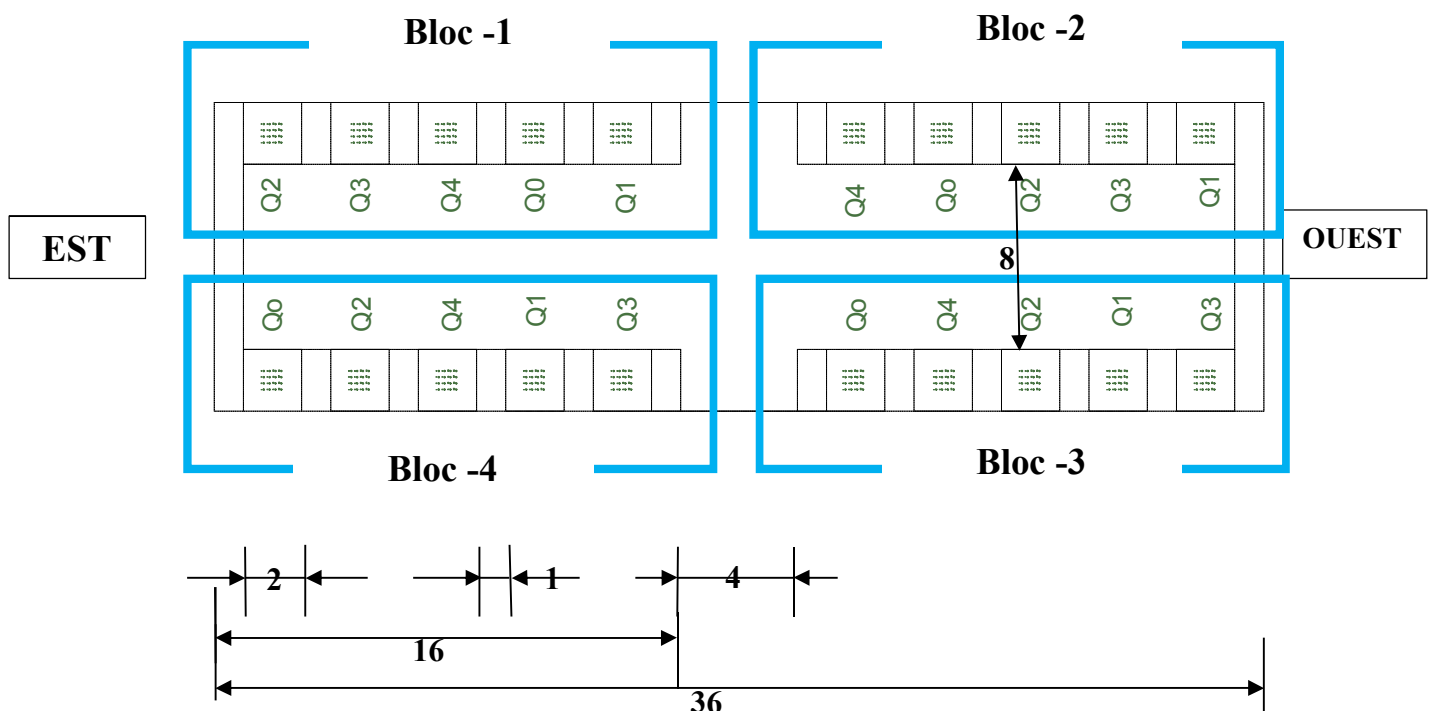 Bloc -1
Bloc -2
Q2 Q3 Q4 Q0 Q1
Q4 Qo Q2 Q3 Q1
EST
OUEST
8
Qo Q2 Q4 Q1 Q3
Qo Q4 Q2 Q1 Q3
Bloc -4
Bloc -3
2
1
4
16
36